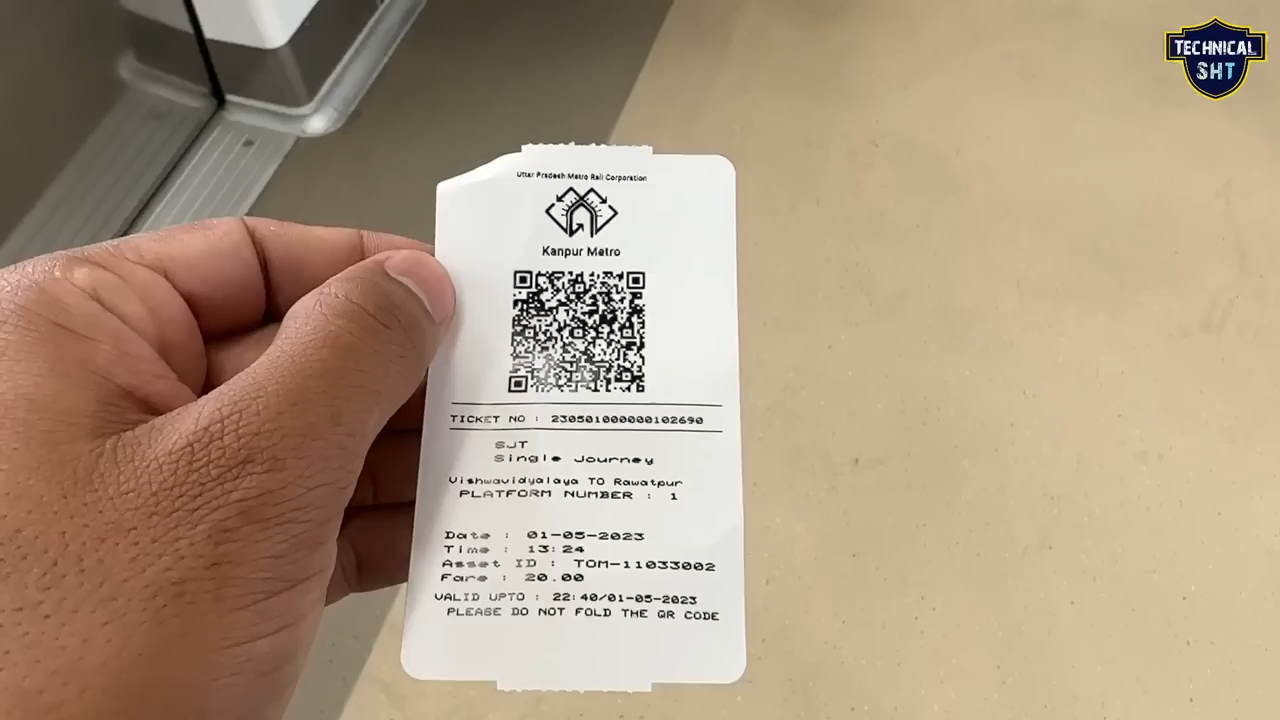 TECHNICAL
SHT
Uttar Pradesh Metro Rail Corporation
Kanpur Metro
TICKET NO : 230501000000102690
SJT
Single Journey
Vishwavidyalaya TO Rawatpur
PLATFORM NUMBER : 1
Date : 01-05-2023
Time : 13:24
Asset ID : TOM-11033002
Fare : 20.00
VALID UPTO : 22:40/01-05-2023
PLEASE DO NOT FOLD THE QR CODE